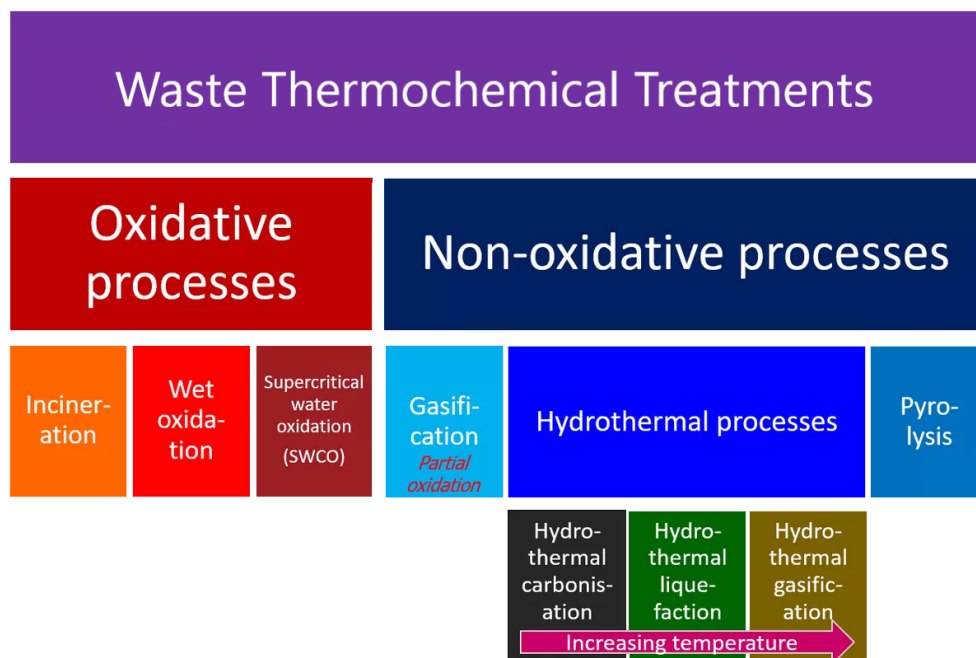 Waste Thermochemical Treatments
Oxidative
processes
Non-oxidative processes
Inciner-
ation
Wet
oxida-
tion
Supercritical
water
oxidation
(SWCO)
Gasifi-
cation
Partial
oxidation
Hydrothermal processes
Pyro-
lysis
Hydro-
thermal
carbonis-
ation
Hydro-
thermal
lique-
faction
Hydro-
thermal
gasific-
ation
Increasing temperature